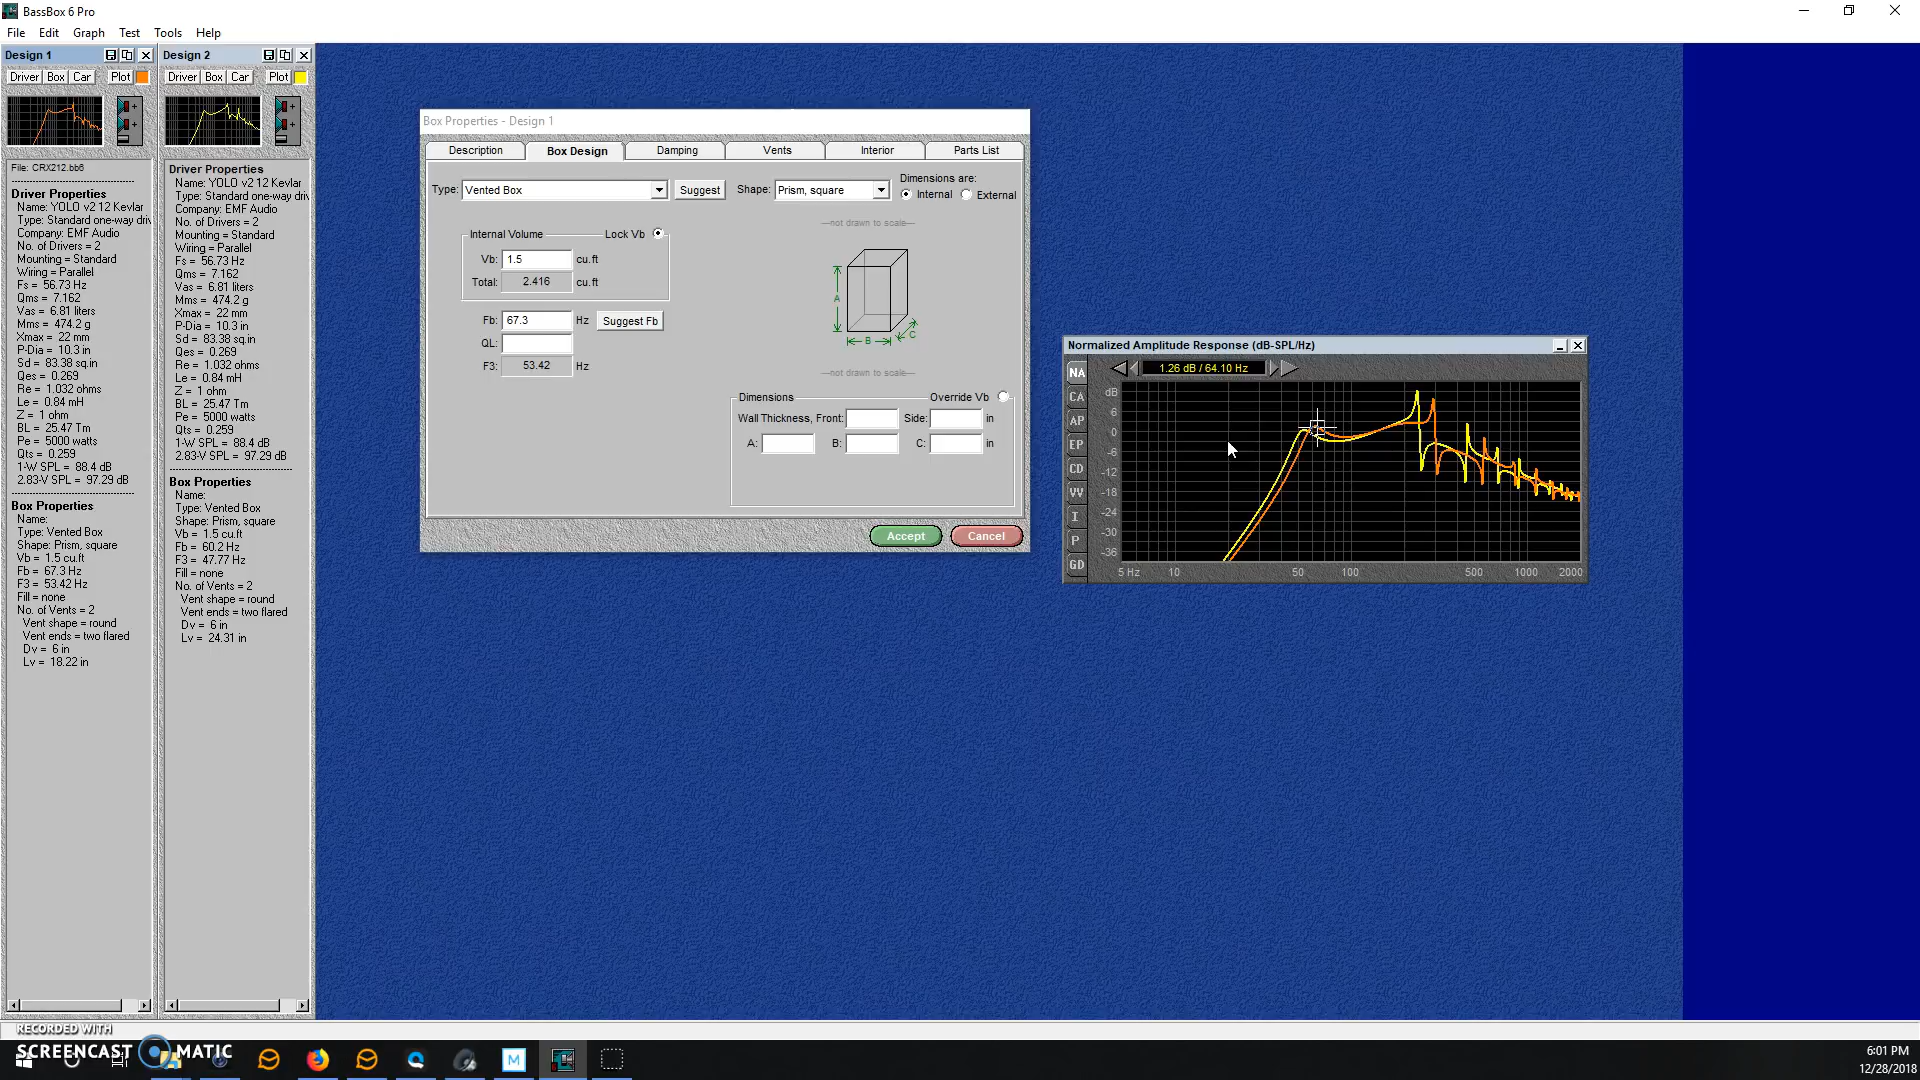 BassBox 6 Pro
File Edit Graph Test Tools Help
Design 1
Driver Box Car Plot
File: CRX212.bb6
Driver Properties
Name: YOLO v2 12 Kevlar
Type: Standard one-way driv
Company: EMF Audio
No. of Drivers = 2
Mounting = Standard
Wiring = Parallel
Fs = 56.73 Hz
Qms = 7.162
Vas = 6.81 liters
Mms = 474.2 g
Xmax = 22 mm
P-Dia = 10.3 in
Sd = 83.38 sq.in
Qes = 0.269
Re = 1.032 ohms
Le = 0.84 mH
Z = 1 ohm
BL = 25.47 Tm
Pe = 5000 watts
Qts = 0.259
1-W SPL = 88.4 dB
2.83-V SPL = 97.29 dB
Box Properties
Name:
Type: Vented Box
Shape: Prism, square
Vb = 1.5 cu.ft
Fb = 67.3 Hz
F3 = 53.42 Hz
Fill = none
No. of Vents = 2
Vent shape = round
Vent ends = two flared
Dv = 6 in
Lv = 18.22 in
Design 2
Driver Box Car Plot
Driver Properties
Name: YOLO v2 12 Kevlar
Type: Standard one-way driv
Company: EMF Audio
No. of Drivers = 2
Mounting = Standard
Wiring = Parallel
Fs = 56.73 Hz
Qms = 7.162
Vas = 6.81 liters
Mms = 474.2 g
Xmax = 22 mm
P-Dia = 10.3 in
Sd = 83.38 sq.in
Qes = 0.269
Re = 1.032 ohms
Le = 0.84 mH
Z = 1 ohm
BL = 25.47 Tm
Pe = 5000 watts
Qts = 0.259
1-W SPL = 88.4 dB
2.83-V SPL = 97.29 dB
Box Properties
Name:
Type: Vented Box
Shape: Prism, square
Vb = 1.5 cu.ft
Fb = 60.2 Hz
F3 = 47.77 Hz
Fill = none
No. of Vents = 2
Vent shape = round
Vent ends = two flared
Dv = 6 in
Lv = 24.31 in
Box Properties - Design 1
Description Box Design Damping Vents Interior Parts List
Type: Vented Box Suggest Shape: Prism, square
Dimensions are:
Internal External
Internal Volume Lock Vb
Vb: 1.5 cu.ft
Total: 2.416 cu.ft
Fb: 67.3 Hz Suggest Fb
QL:
F3: 53.42 Hz
—not drawn to scale—
A
B
C
—not drawn to scale—
Dimensions Override Vb
Wall Thickness, Front: Side: in
A: B: C: in
Accept Cancel
Normalized Amplitude Response (dB-SPL/Hz)
1.26 dB / 64.10 Hz
NA
CA
AP
EP
CD
VV
I
P
GD
dB
6
0
-6
-12
-18
-24
-30
-36
5 Hz 10 50 100 500 1000 2000
RECORDED WITH
SCREENCAST MATIC
M
6:01 PM
12/28/2018